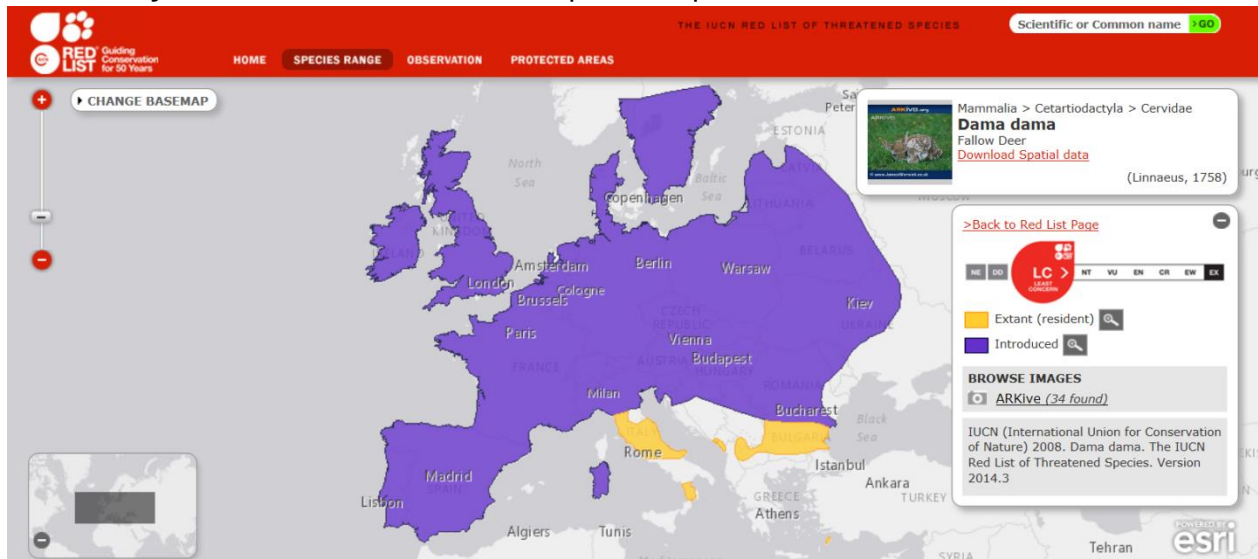 THE IUCN RED LIST OF THREATENED SPECIES
Scientific or Common name >GO
RED LIST Guiding Conservation for 50 Years
HOME SPECIES RANGE OBSERVATION PROTECTED AREAS
CHANGE BASEMAP
ARKive.org
Mammalia > Cetartiodactyla > Cervidae
Dama dama
Fallow Deer
Download Spatial data
(Linnaeus, 1758)
>Back to Red List Page
NE DD LC > NT VU EN CR EW EX
LEAST CONCERN
Extant (resident)
Introduced
BROWSE IMAGES
ARKive (34 found)
IUCN (International Union for Conservation
of Nature) 2008. Dama dama. The IUCN
Red List of Threatened Species. Version
2014.3
ESTONIA
North
Sea
Baltic
Sea
Copenhagen
LATVIA
LITHUANIA
BELARUS
Amsterdam
Berlin
Warsaw
London
Cologne
Brussels
Kiev
UKRAINE
Paris
CZECH
REPUBLIC
Vienna
Budapest
FRANCE
AUSTRIA
HUNGARY
ROMANIA
Milan
Bucharest
Black
Sea
ITALY
BULGARIA
Rome
Istanbul
Madrid
SPAIN
Ankara
TURKEY
Lisbon
GREECE
Athens
Algiers
Tunis
SYRIA
Tehran
POWERED BY
esri